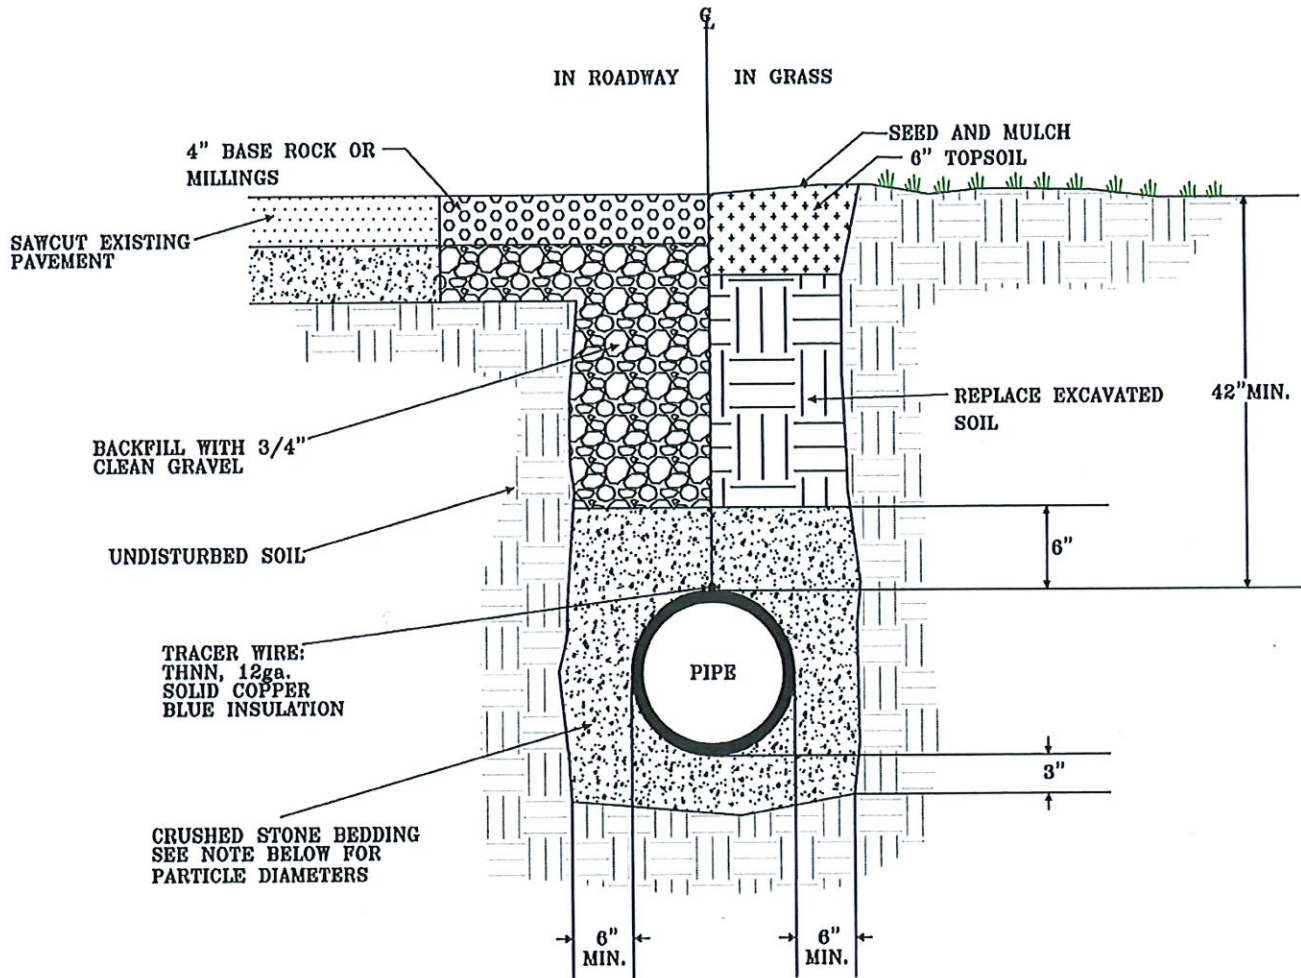 ℄
IN ROADWAY
IN GRASS
4" BASE ROCK OR
MILLINGS
SEED AND MULCH
6" TOPSOIL
SAWCUT EXISTING
PAVEMENT
BACKFILL WITH 3/4"
CLEAN GRAVEL
REPLACE EXCAVATED
SOIL
42" MIN.
UNDISTURBED SOIL
6"
TRACER WIRE:
THNN, 12ga.
SOLID COPPER
BLUE INSULATION
PIPE
3"
CRUSHED STONE BEDDING
SEE NOTE BELOW FOR
PARTICLE DIAMETERS
6"
MIN.
6"
MIN.